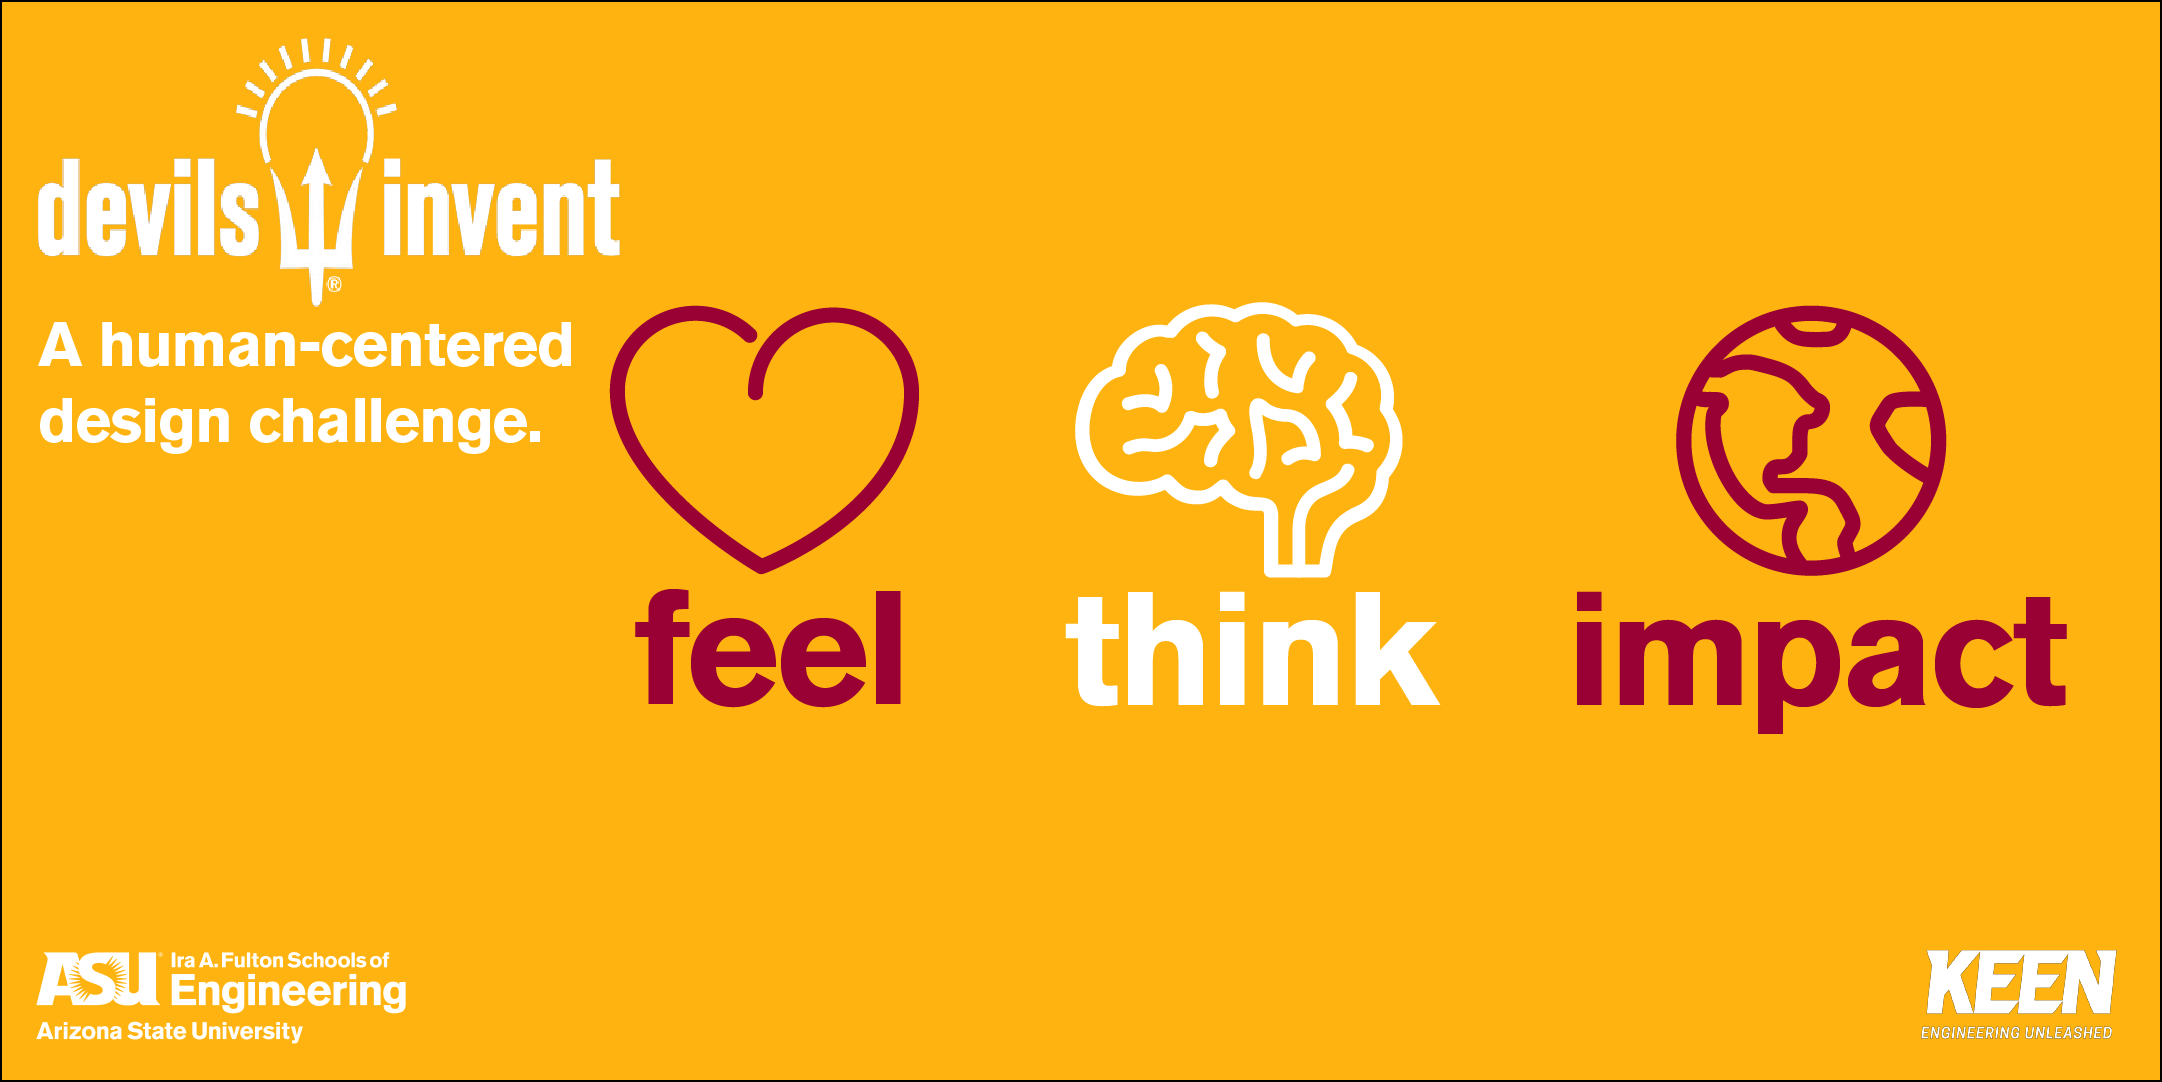 devils invent
®
A human-centered
design challenge.
feel
think
impact
ASU Ira A. Fulton Schools of
Engineering
Arizona State University
KEEN
ENGINEERING UNLEASHED